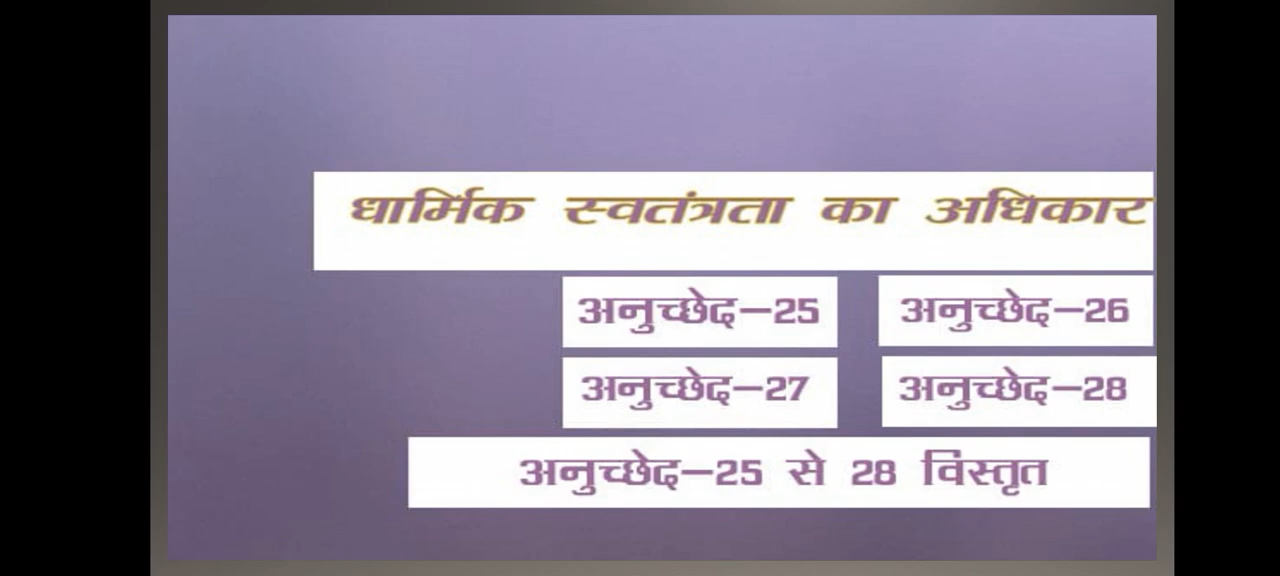 धार्मिक स्वतंत्रता का अधिकार
अनुच्छेद–25 अनुच्छेद–26
अनुच्छेद–27 अनुच्छेद–28
अनुच्छेद–25 से 28 विस्तृत